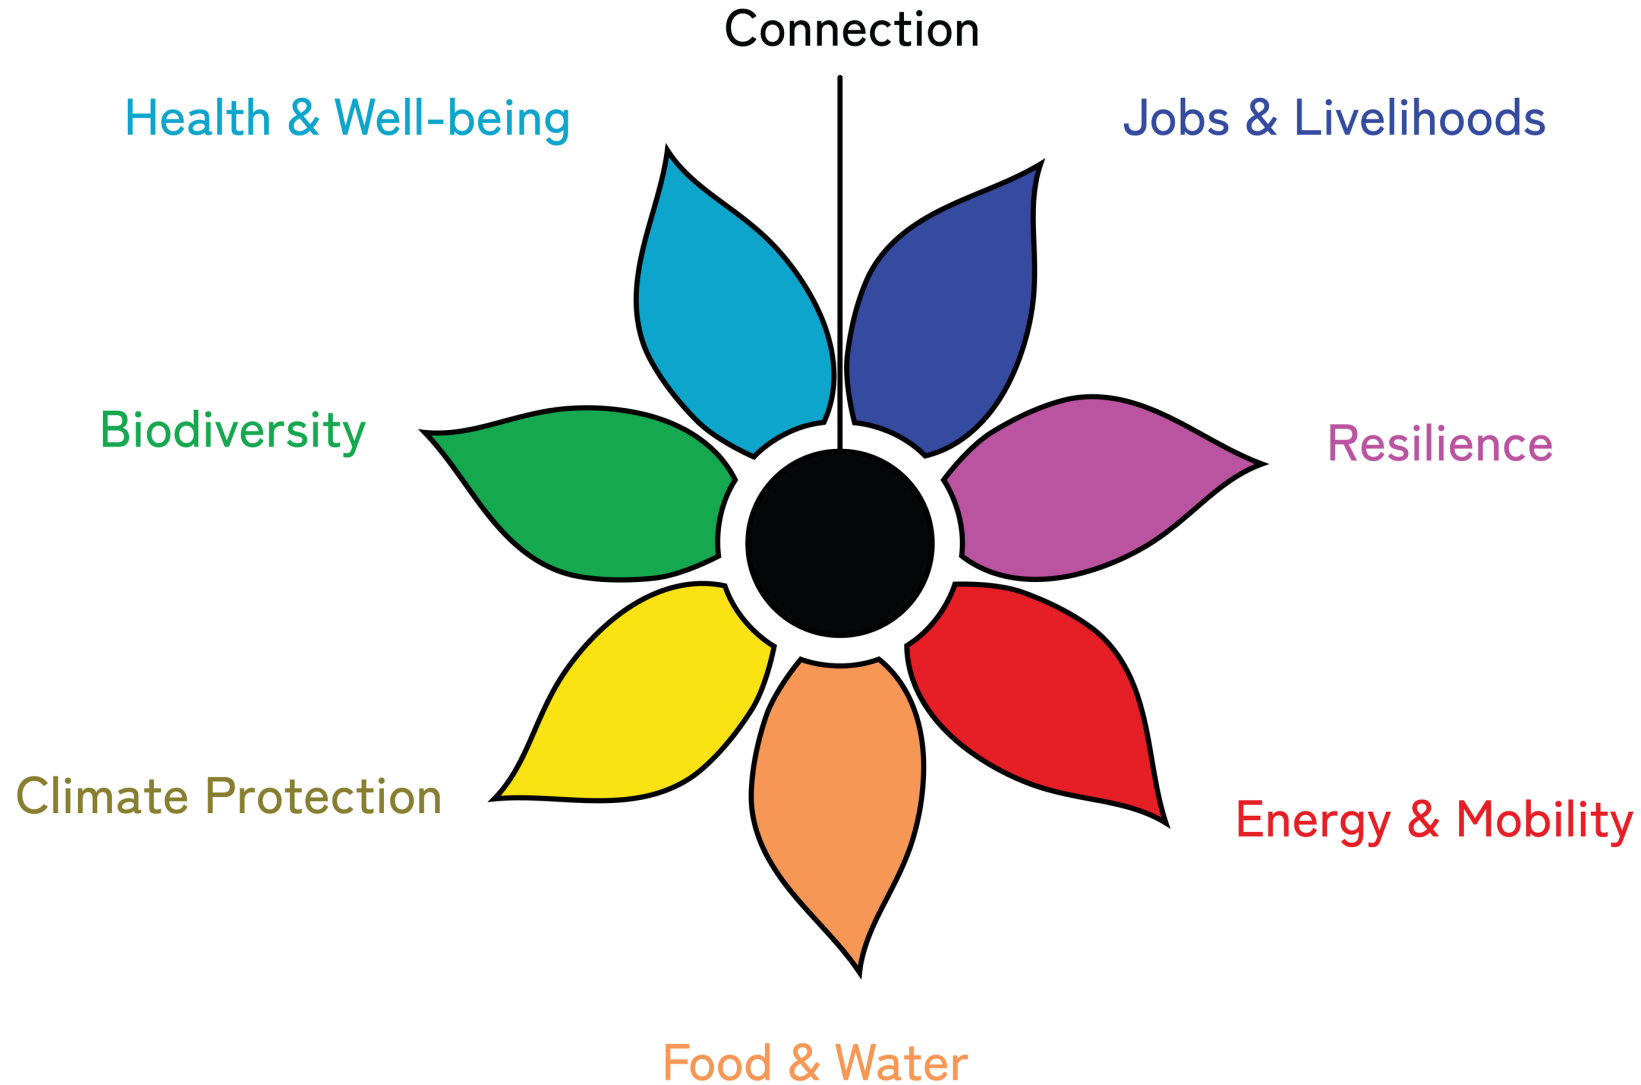 Connection
Health & Well-being
Jobs & Livelihoods
Biodiversity
Resilience
Climate Protection
Energy & Mobility
Food & Water